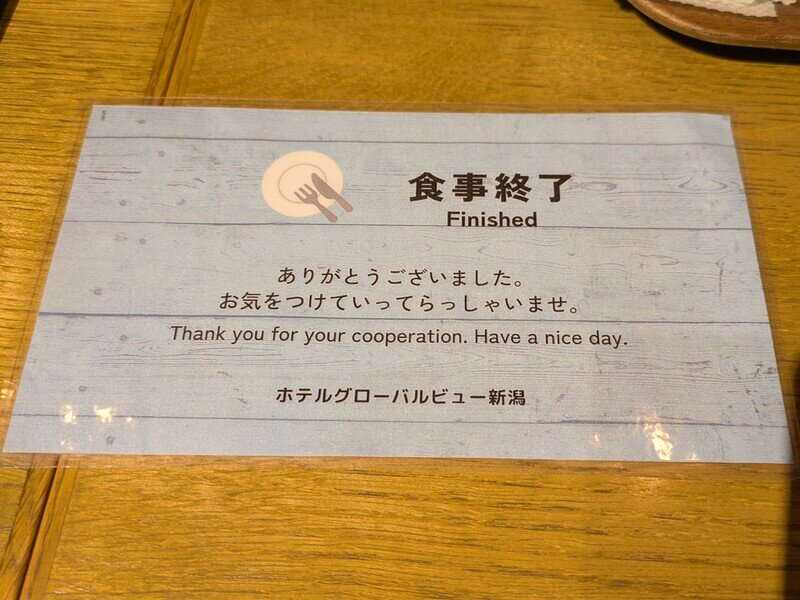 食事終了
Finished
ありがとうございました。
お気をつけていってらっしゃいませ。
Thank you for your cooperation. Have a nice day.
ホテルグローバルビュー新潟